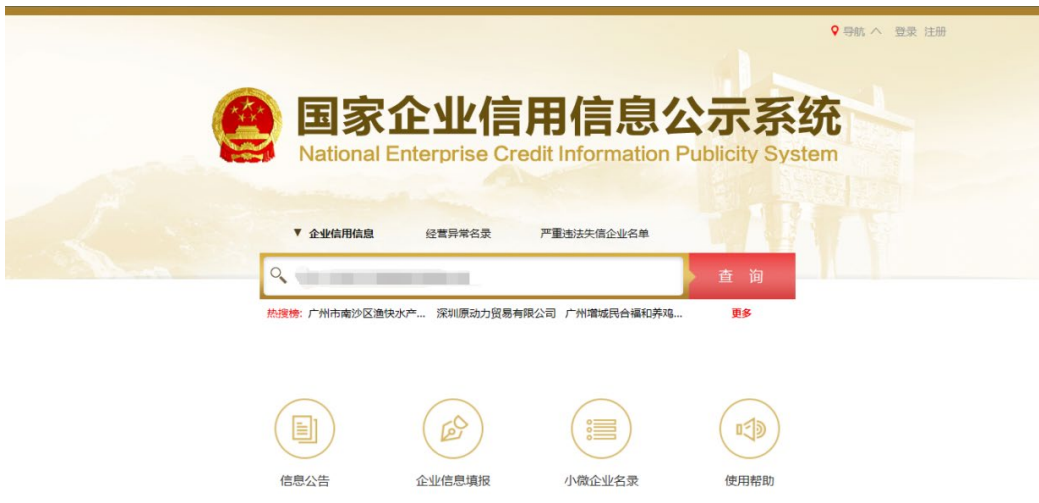 导航 登录 注册
国家企业信用信息公示系统
National Enterprise Credit Information Publicity System
企业信用信息 经营异常名录 严重违法失信企业名单
查询
热搜榜: 广州市南沙区渔快水产... 深圳原动力贸易有限公司 广州增城民合福和养鸡... 更多
信息公告 企业信息填报 小微企业名录 使用帮助